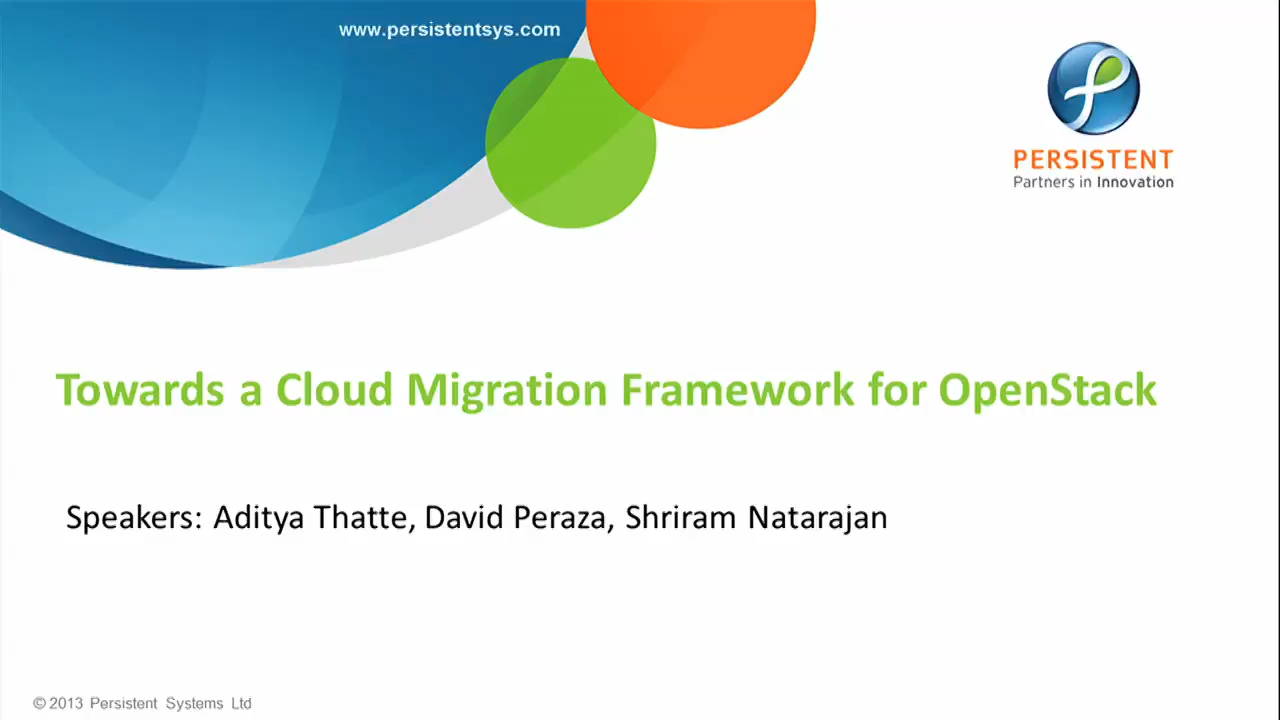 www.persistentsys.com
PERSISTENT
Partners in Innovation
Towards a Cloud Migration Framework for OpenStack
Speakers: Aditya Thatte, David Peraza, Shriram Natarajan
© 2013 Persistent Systems Ltd